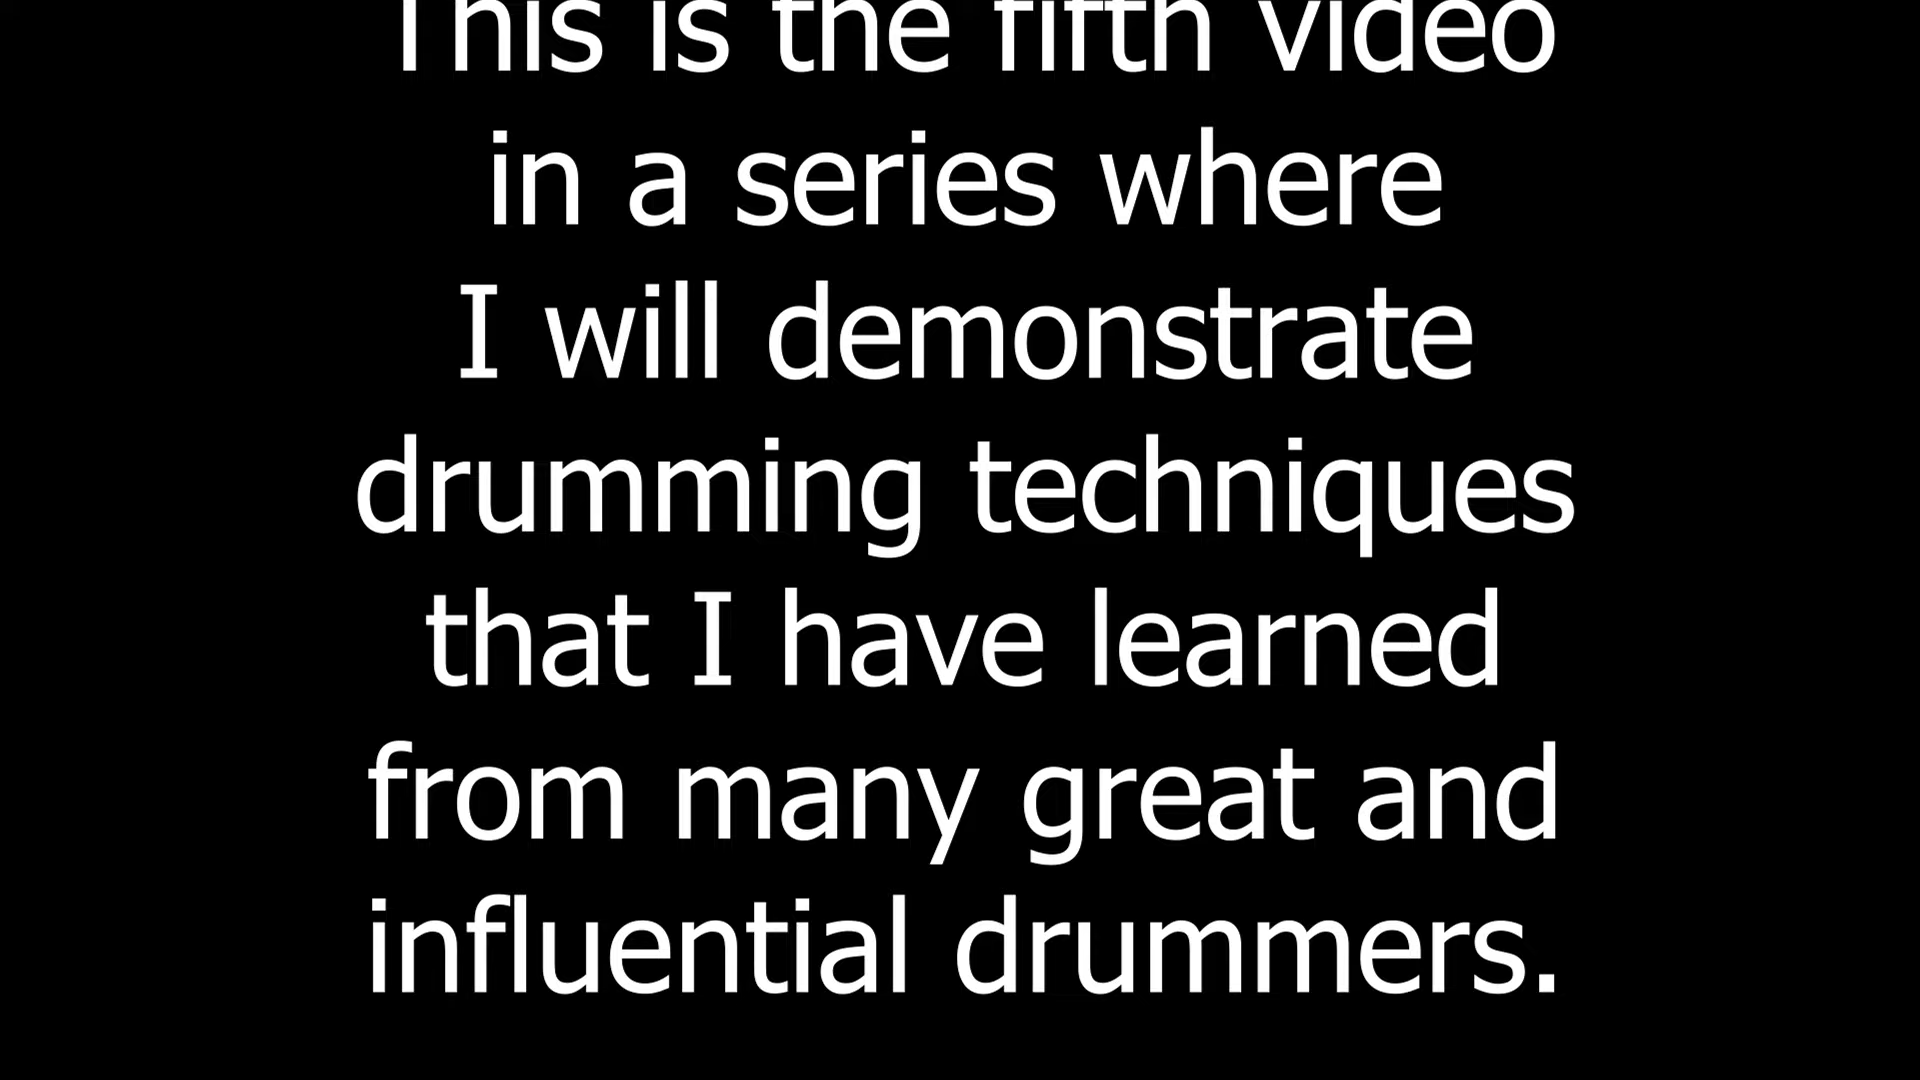 This is the fifth video
in a series where
I will demonstrate
drumming techniques
that I have learned
from many great and
influential drummers.